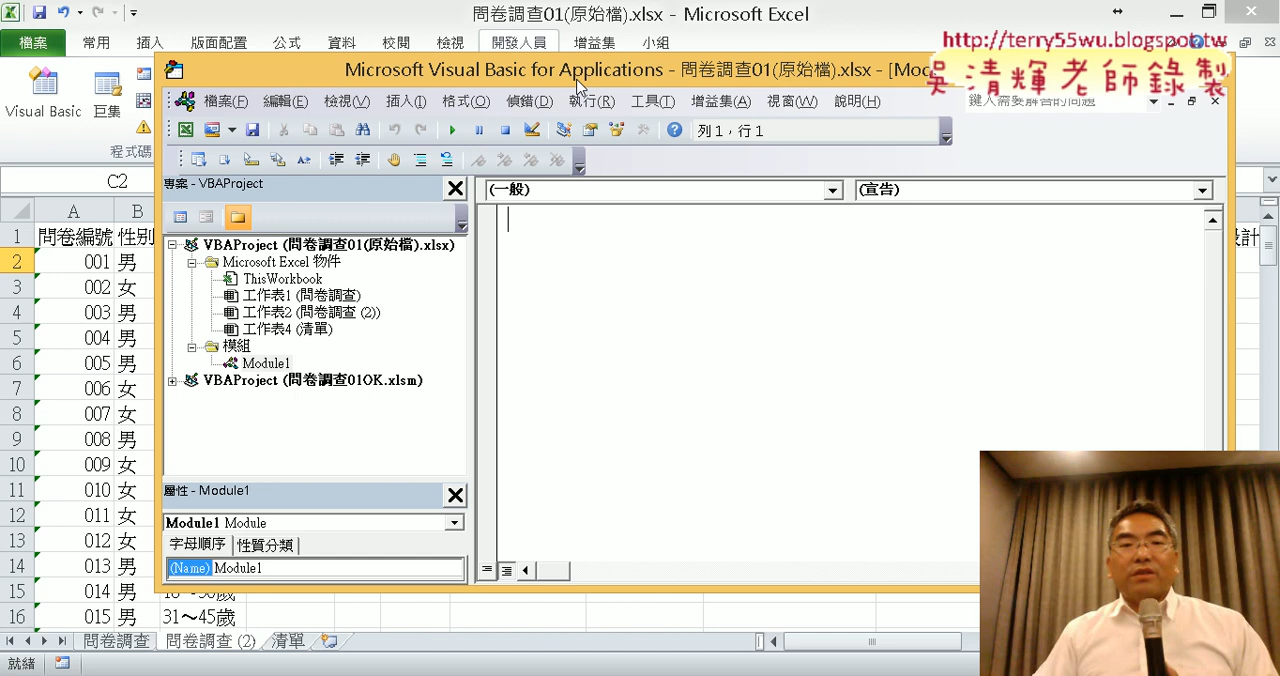 問卷調查01(原始檔).xlsx - Microsoft Excel
檔案 常用 插入 版面配置 公式 資料 校閱 檢視 開發人員 增益集 小組
http://terry55wu.blogspot.tw
吳清輝老師錄製
Visual Basic 巨集
程式碼
Microsoft Visual Basic for Applications - 問卷調查01(原始檔).xlsx - [Mod
檔案(F) 編輯(E) 檢視(V) 插入(I) 格式(O) 偵錯(D) 執行(R) 工具(T) 增益集(A) 視窗(W) 說明(H) 鍵入需要解答的問題
列 1，行 1
C2
專案 - VBAProject
(一般) (宣告)
VBAProject (問卷調查01(原始檔).xlsx)
Microsoft Excel 物件
ThisWorkbook
工作表1 (問卷調查)
工作表2 (問卷調查 (2))
工作表4 (清單)
模組
Module1
VBAProject (問卷調查01OK.xlsm)
屬性 - Module1
Module1 Module
字母順序 性質分類
(Name) Module1
A B
1 問卷編號 性別 設計
2 001 男
3 002 女
4 003 男
5 004 男
6 005 男
7 006 女
8 007 女
9 008 男
10 009 女
11 010 女
12 011 女
13 012 女
14 013 男
15 014 男
16 015 男 31～45歲
問卷調查 問卷調查 (2) 清單
就緒